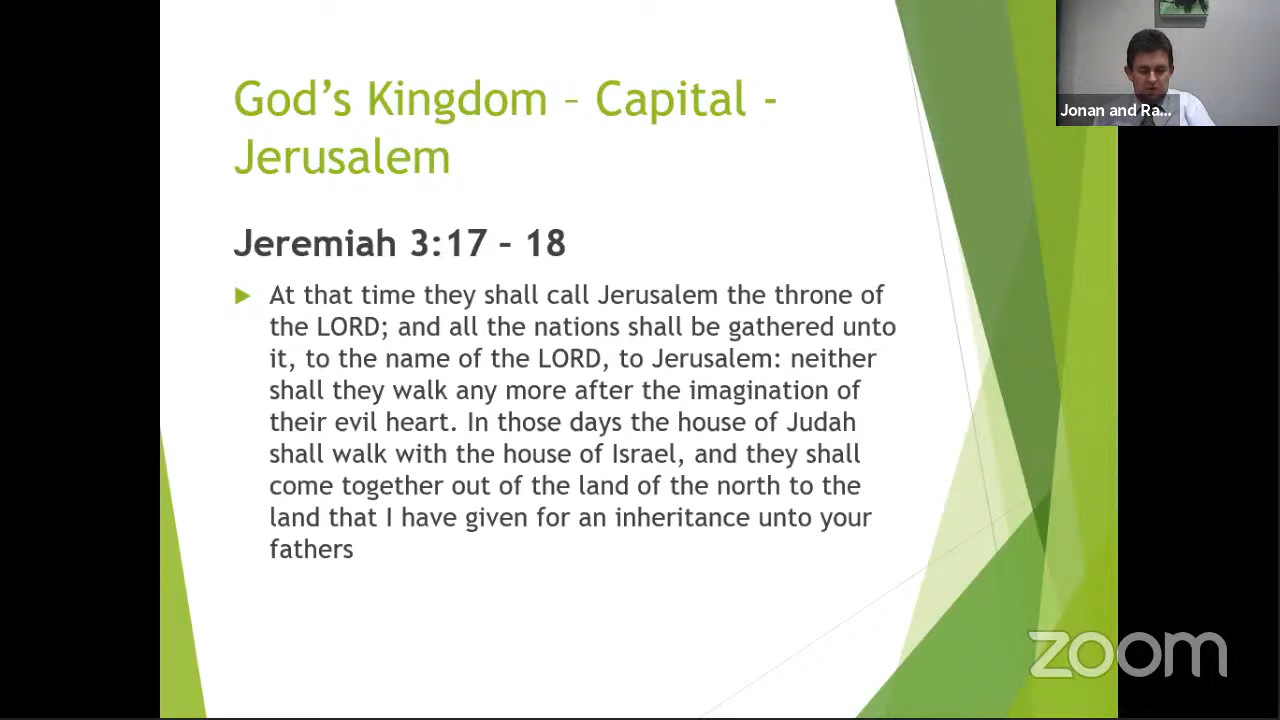 God’s Kingdom – Capital -
Jerusalem
Jeremiah 3:17 – 18
At that time they shall call Jerusalem the throne of
the LORD; and all the nations shall be gathered unto
it, to the name of the LORD, to Jerusalem: neither
shall they walk any more after the imagination of
their evil heart. In those days the house of Judah
shall walk with the house of Israel, and they shall
come together out of the land of the north to the
land that I have given for an inheritance unto your
fathers
Jonan and Ra...
zoom